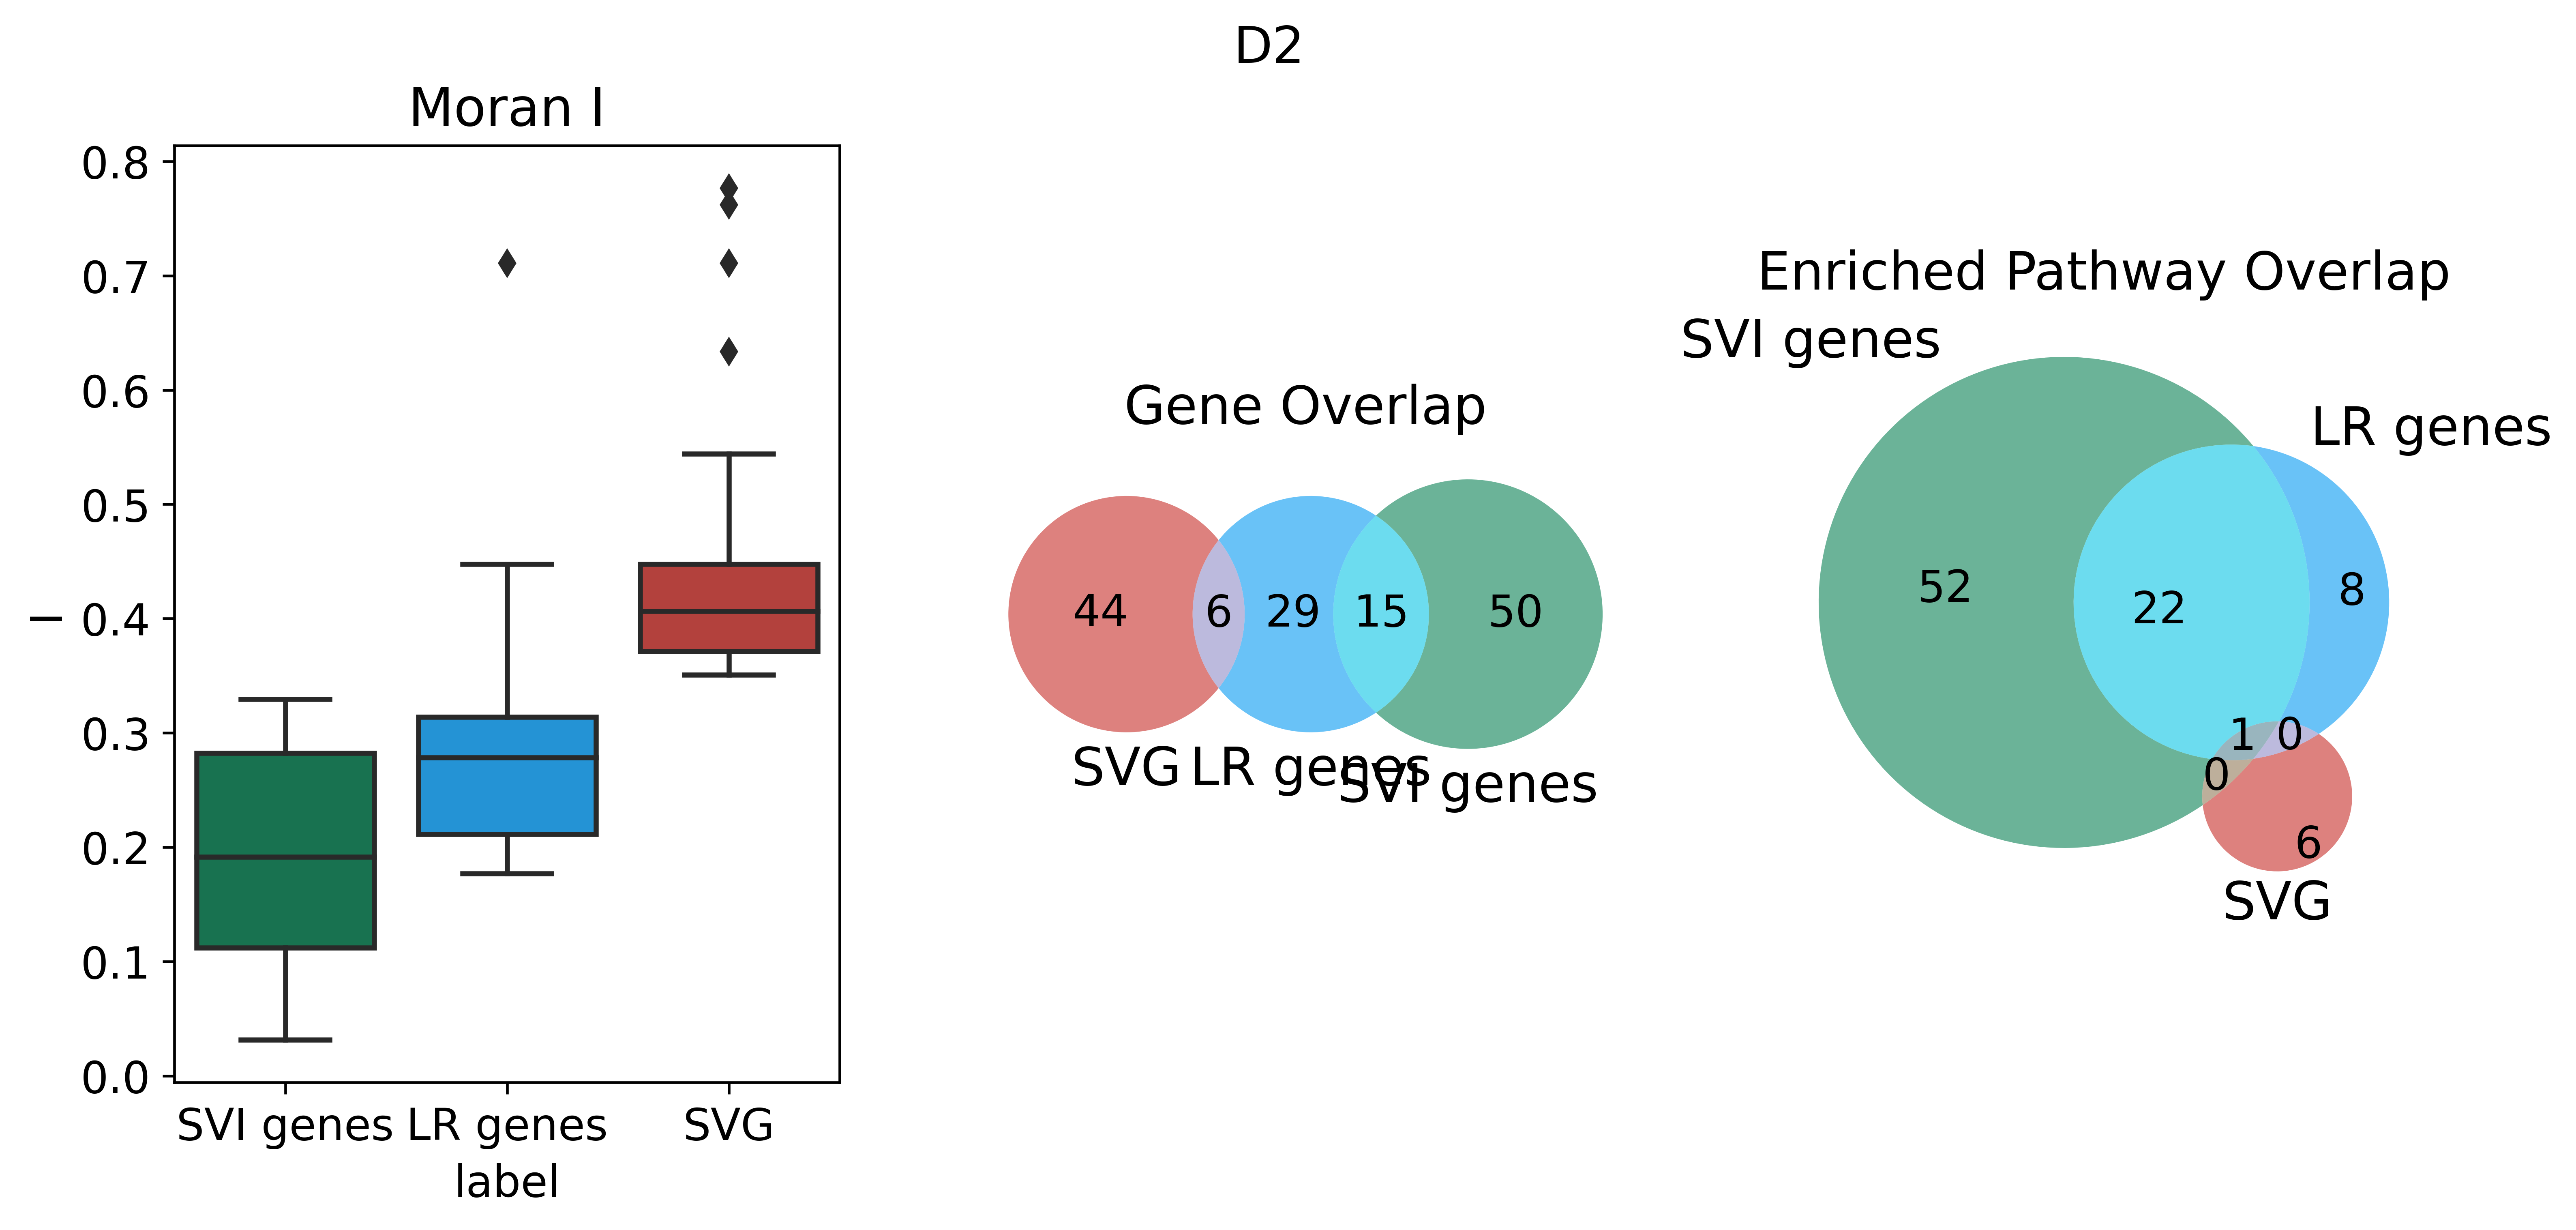 D2
Moran I
0.8
0.7
0.6
0.5
0.4
0.3
0.2
0.1
0.0
I
SVI genes LR genes SVG
label
Gene Overlap
44 6 29 15 50
SVG LR genes SVI genes
Enriched Pathway Overlap
SVI genes
LR genes
52 22 8
1 0
0
6
SVG